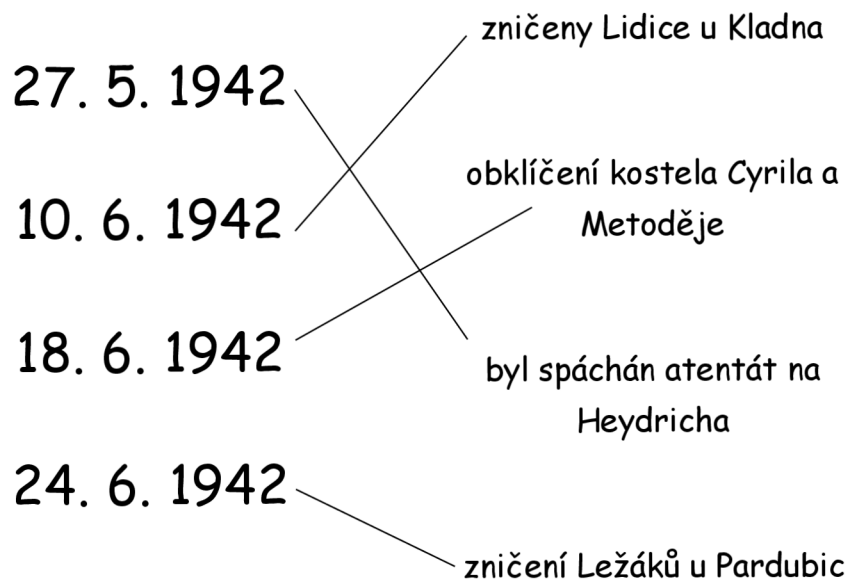 27. 5. 1942
10. 6. 1942
18. 6. 1942
24. 6. 1942
zničeny Lidice u Kladna
obklíčení kostela Cyrila a
Metoděje
byl spáchán atentát na
Heydricha
zničení Ležáků u Pardubic